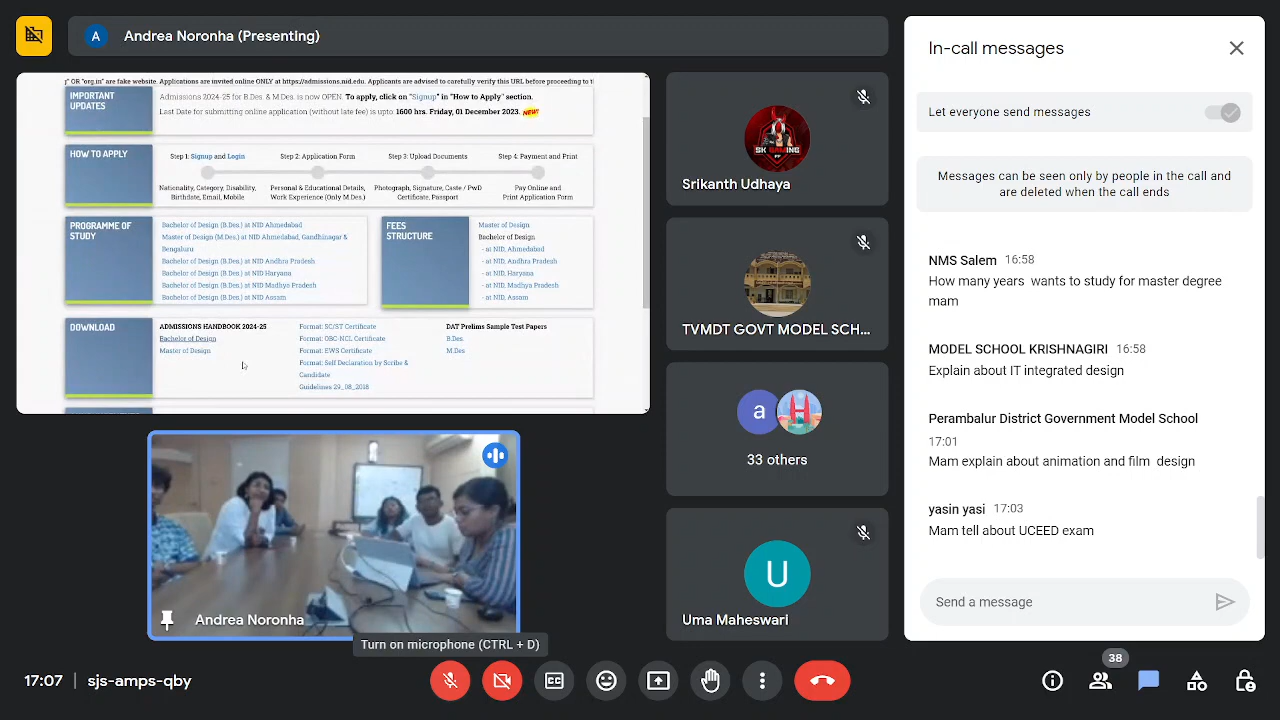 Andrea Noronha (Presenting)
A
" OR "org.in" are fake website. Applications are invited online ONLY at https://admissions.nid.edu. Applicants are advised to carefully verify this URL before proceeding to
IMPORTANT
UPDATES
Admissions 2024-25 for B.Des. & M.Des. is now OPEN. To apply, click on "Signup" in "How to Apply" section.
Last Date for submitting online application (without late fee) is upto 1600 hrs. Friday, 01 December 2023. NEW!
HOW TO APPLY
Step 1: Signup and Login
Nationality, Category, Disability,
Birthdate, Email, Mobile
Step 2: Application Form
Personal & Educational Details,
Work Experience (Only M.Des.)
Step 3: Upload Documents
Photograph, Signature, Caste / PwD
Certificate, Passport
Step 4: Payment and Print
Pay Online and
Print Application Form
PROGRAMME OF
STUDY
Bachelor of Design (B.Des.) at NID Ahmedabad
Master of Design (M.Des.) at NID Ahmedabad, Gandhinagar &
Bengaluru
Bachelor of Design (B.Des.) at NID Andhra Pradesh
Bachelor of Design (B.Des.) at NID Haryana
Bachelor of Design (B.Des.) at NID Madhya Pradesh
Bachelor of Design (B.Des.) at NID Assam
FEES
STRUCTURE
Master of Design
Bachelor of Design
- at NID, Ahmedabad
- at NID, Andhra Pradesh
- at NID, Haryana
- at NID, Madhya Pradesh
- at NID, Assam
DOWNLOAD
ADMISSIONS HANDBOOK 2024-25
Bachelor of Design
Master of Design
Format: SC/ST Certificate
Format: OBC-NCL Certificate
Format: EWS Certificate
Format: Self Declaration by Scribe &
Candidate
Guidelines 29_08_2018
DAT Prelims Sample Test Papers
B.Des
M.Des
Andrea Noronha
Turn on microphone (CTRL + D)
SK GAMING
FF
Srikanth Udhaya
TVMDT GOVT MODEL SCH...
a
33 others
U
Uma Maheswari
In-call messages
Let everyone send messages
Messages can be seen only by people in the call and
are deleted when the call ends
NMS Salem 16:58
How many years wants to study for master degree
mam
MODEL SCHOOL KRISHNAGIRI 16:58
Explain about IT integrated design
Perambalur District Government Model School
17:01
Mam explain about animation and film design
yasin yasi 17:03
Mam tell about UCEED exam
Send a message
17:07 | sjs-amps-qby
CC
38